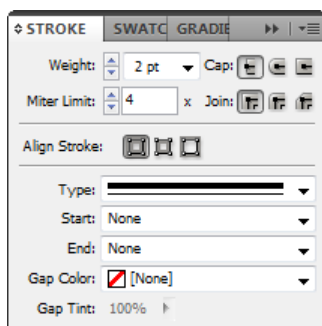 STROKE SWATC GRADIE
Weight: 2 pt Cap:
Miter Limit: 4 x Join:
Align Stroke:
Type:
Start: None
End: None
Gap Color: [None]
Gap Tint: 100%